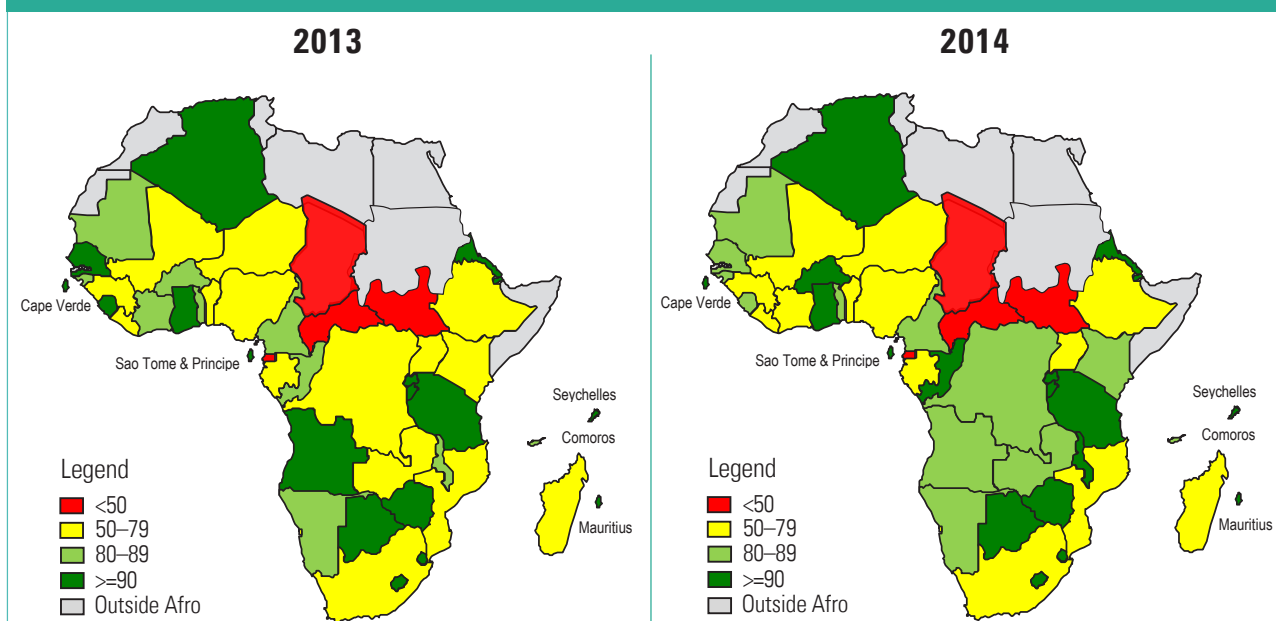 2013
Cape Verde
Sao Tome & Principe
Seychelles
Comoros
Mauritius
Legend
<50
50–79
80–89
>=90
Outside Afro
2014
Cape Verde
Sao Tome & Principe
Seychelles
Comoros
Mauritius
Legend
<50
50–79
80–89
>=90
Outside Afro